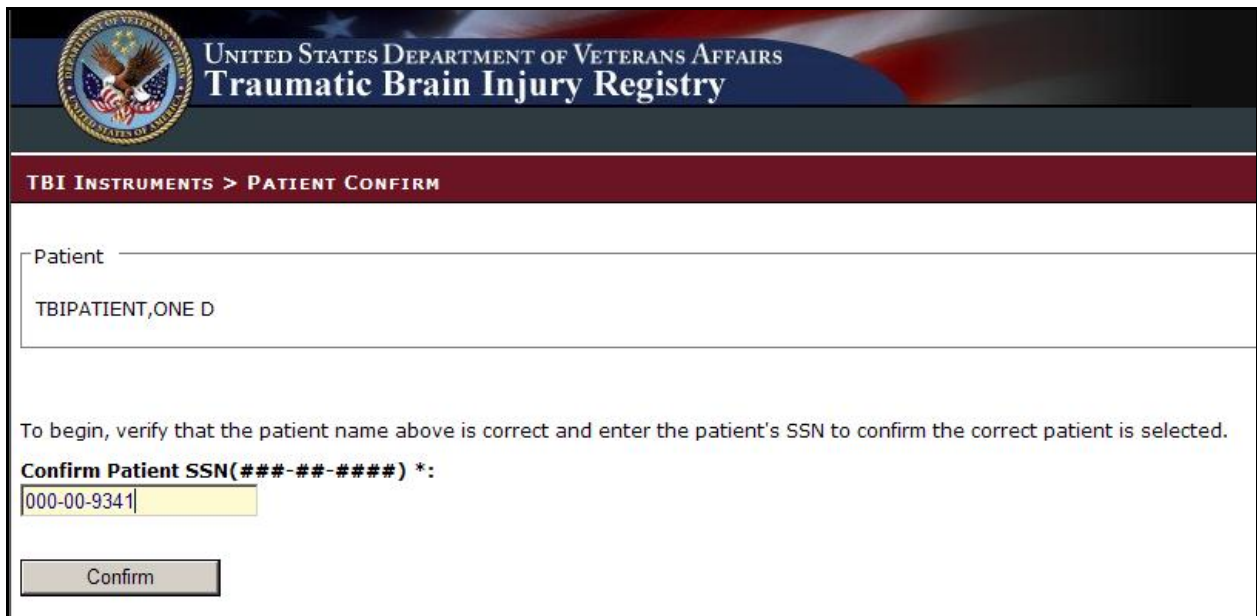 UNITED STATES DEPARTMENT OF VETERANS AFFAIRS
Traumatic Brain Injury Registry
TBI INSTRUMENTS > PATIENT CONFIRM
Patient
TBIPATIENT,ONE D
To begin, verify that the patient name above is correct and enter the patient's SSN to confirm the correct patient is selected.
Confirm Patient SSN(###-##-####) *:
000-00-9341
Confirm